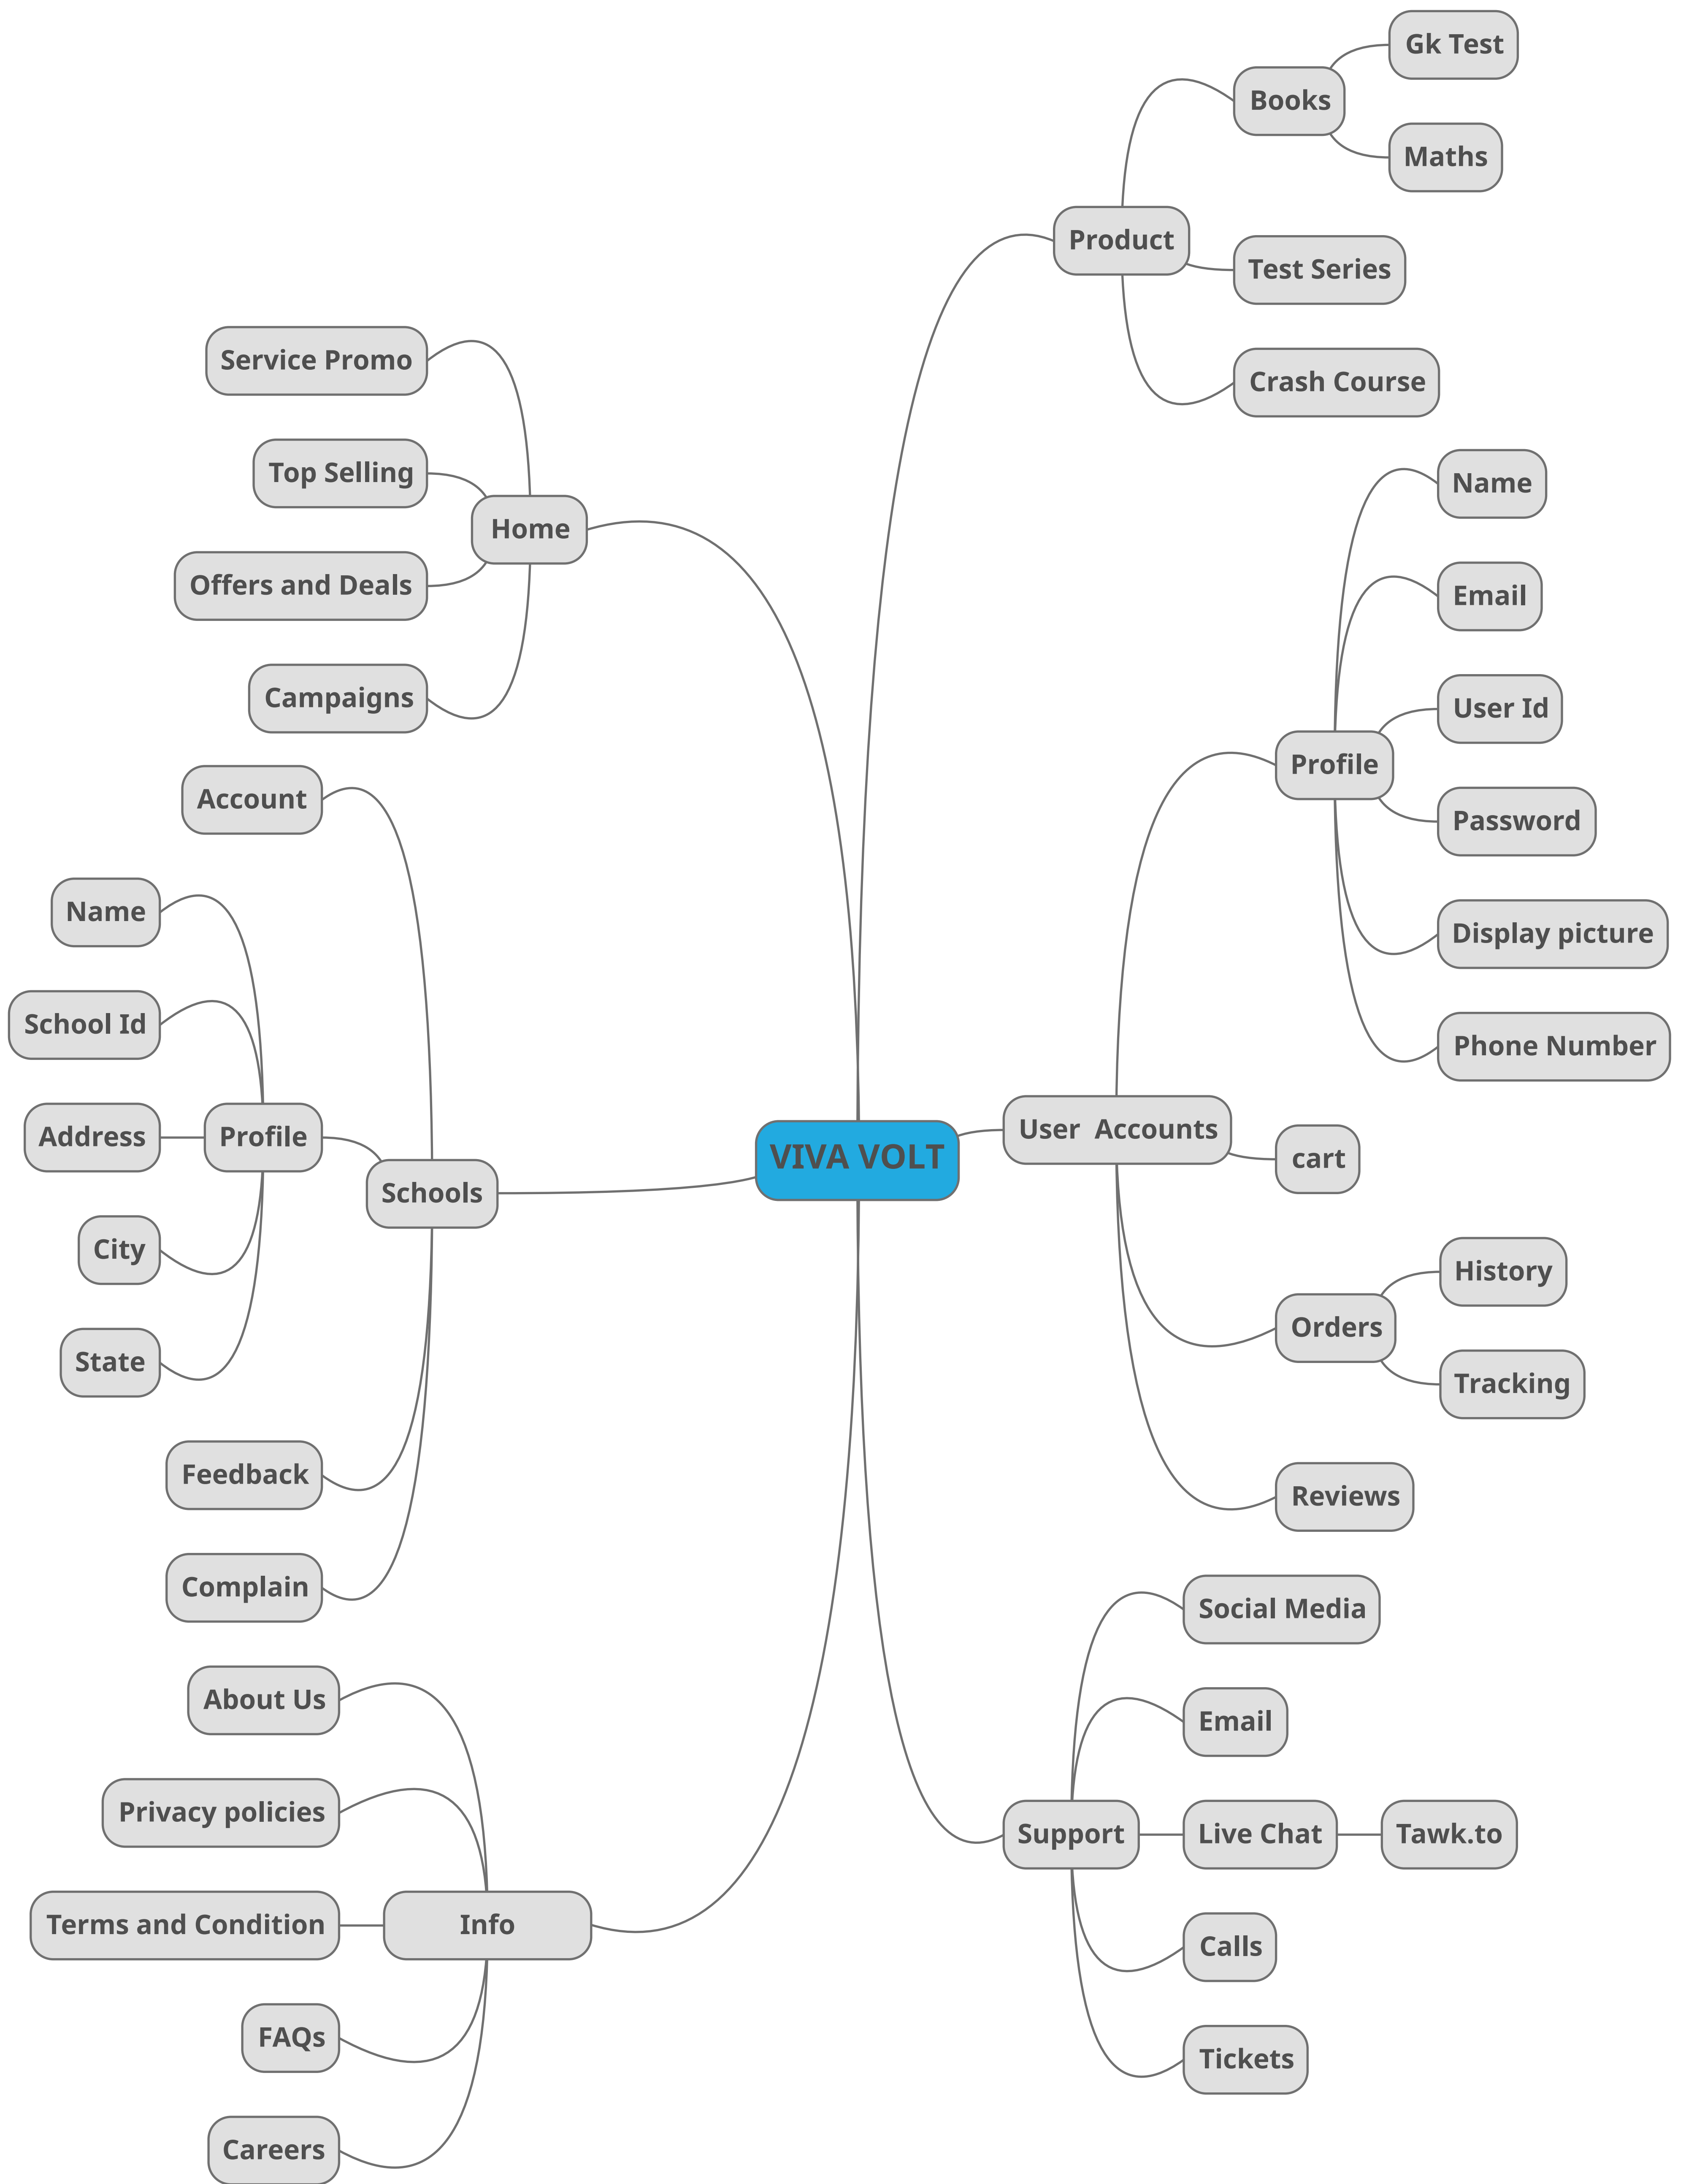 VIVA VOLT
Product
Books
Gk Test
Maths
Test Series
Crash Course
User  Accounts
Profile
Name
Email
User Id
Password
Display picture
Phone Number
cart
Orders
History
Tracking
Reviews
Support
Social Media
Email
Live Chat
Tawk.to
Calls
Tickets
Home
Service Promo
Top Selling
Offers and Deals
Campaigns
Schools
Account
Profile
Name
School Id
Address
City
State
Feedback
Complain
Info
About Us
Privacy policies
Terms and Condition
FAQs
Careers